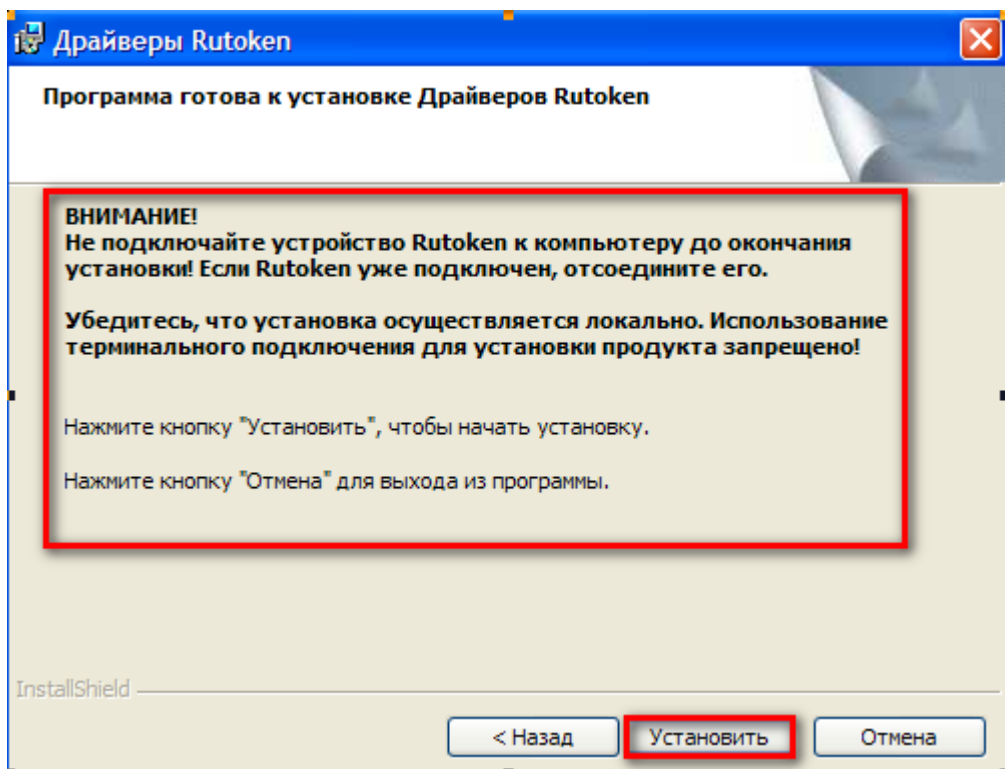 Драйверы Rutoken
Программа готова к установке Драйверов Rutoken
ВНИМАНИЕ!
Не подключайте устройство Rutoken к компьютеру до окончания
установки! Если Rutoken уже подключен, отсоедините его.
Убедитесь, что установка осуществляется локально. Использование
терминального подключения для установки продукта запрещено!
Нажмите кнопку "Установить", чтобы начать установку.
Нажмите кнопку "Отмена" для выхода из программы.
InstallShield
< Назад
Установить
Отмена